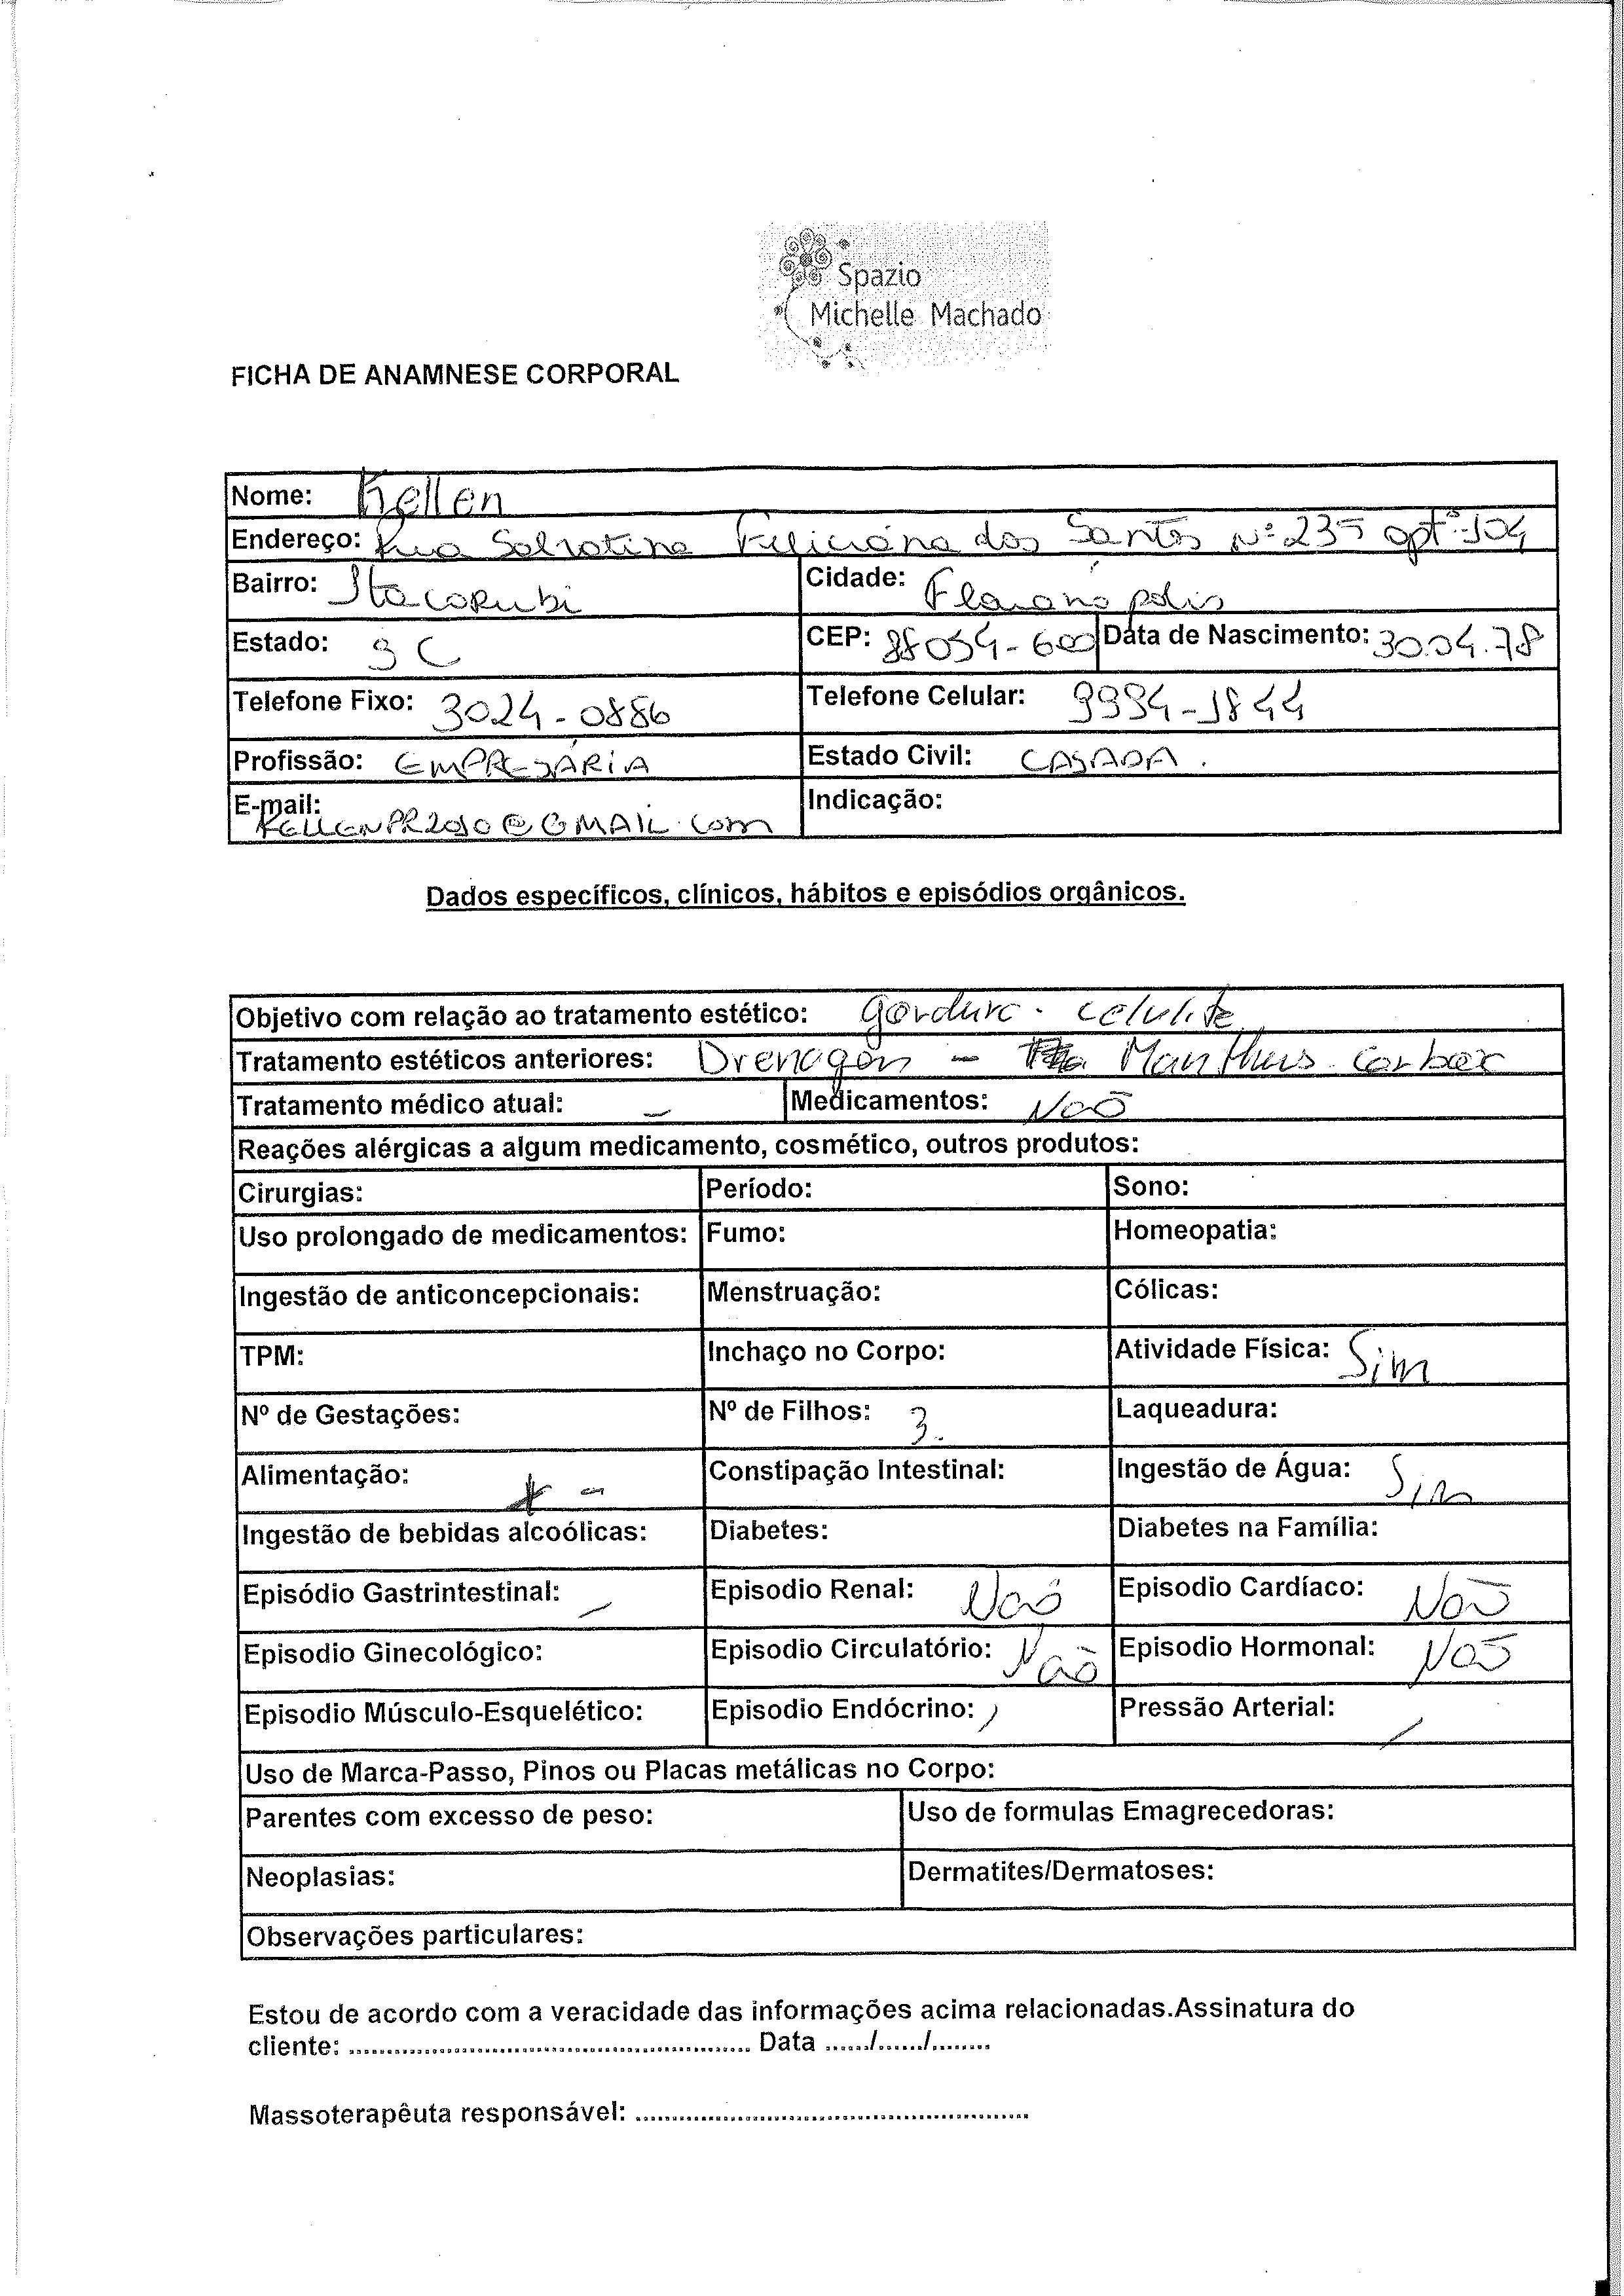 Spazio
Michelle Machado
FICHA DE ANAMNESE CORPORAL
Nome: Kellen
Endereço: Rua Salvatina Feliciana dos Santos Nº 235 aptº 104
Bairro: Itacorubi Cidade: Florianópolis
Estado: SC CEP: 88034-600 Data de Nascimento: 30.04.78
Telefone Fixo: 3024-0886 Telefone Celular: 9994-1844
Profissão: EMPRESÁRIA Estado Civil: CASADA.
E-mail: Indicação:
KELLENPR2010@GMAIL.com
Dados específicos, clínicos, hábitos e episódios orgânicos.
Objetivo com relação ao tratamento estético: gordura - celulite
Tratamento estéticos anteriores: Drenagen - Manthus - carbox
Tratamento médico atual: – Medicamentos: Não
Reações alérgicas a algum medicamento, cosmético, outros produtos:
Cirurgias: Período: Sono:
Uso prolongado de medicamentos: Fumo: Homeopatia:
Ingestão de anticoncepcionais: Menstruação: Cólicas:
TPM: Inchaço no Corpo: Atividade Física: Sim
Nº de Gestações: Nº de Filhos: 3. Laqueadura:
Alimentação: + - Constipação Intestinal: Ingestão de Água: Sim
Ingestão de bebidas alcoólicas: Diabetes: Diabetes na Família:
Episódio Gastrintestinal: – Episodio Renal: Não Episodio Cardíaco: Não
Episodio Ginecológico: Episodio Circulatório: Não Episodio Hormonal: Não
Episodio Músculo-Esquelético: Episodio Endócrino: / Pressão Arterial: /
Uso de Marca-Passo, Pinos ou Placas metálicas no Corpo:
Parentes com excesso de peso: Uso de formulas Emagrecedoras:
Neoplasias: Dermatites/Dermatoses:
Observações particulares:
Estou de acordo com a veracidade das informações acima relacionadas.Assinatura do
cliente: ........................................ Data ....../....../........
Massoterapêuta responsável: ........................................